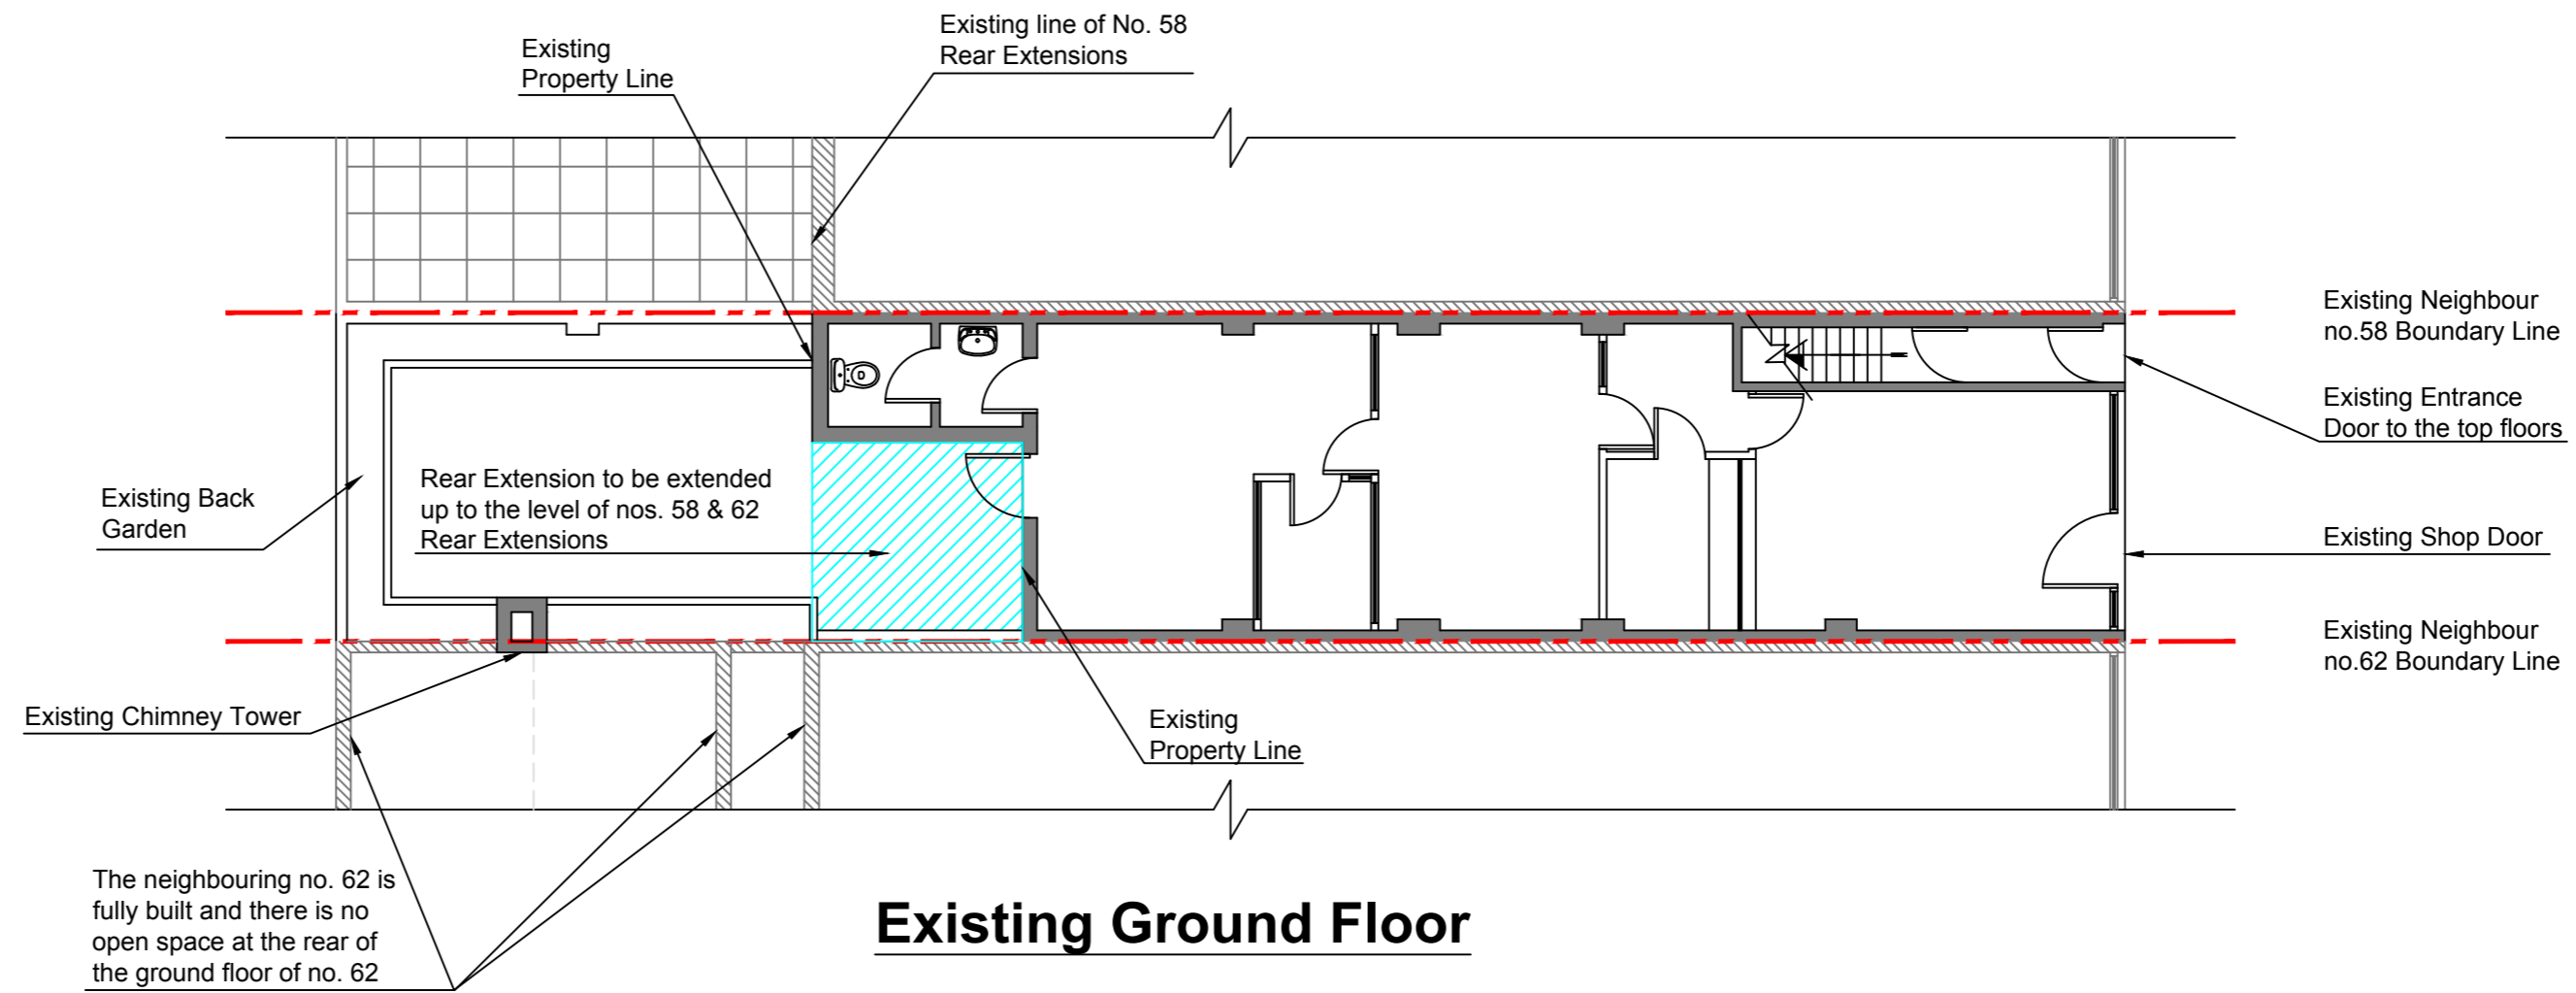 Existing line of No. 58
Rear Extensions
Existing
Property Line
Existing Neighbour
no.58 Boundary Line
Existing Entrance
Door to the top floors
Rear Extension to be extended
up to the level of nos. 58 & 62
Rear Extensions
Existing Back
Garden
Existing Shop Door
Existing Neighbour
no.62 Boundary Line
Existing Chimney Tower
Existing
Property Line
The neighbouring no. 62 is
fully built and there is no
open space at the rear of
the ground floor of no. 62
Existing Ground Floor